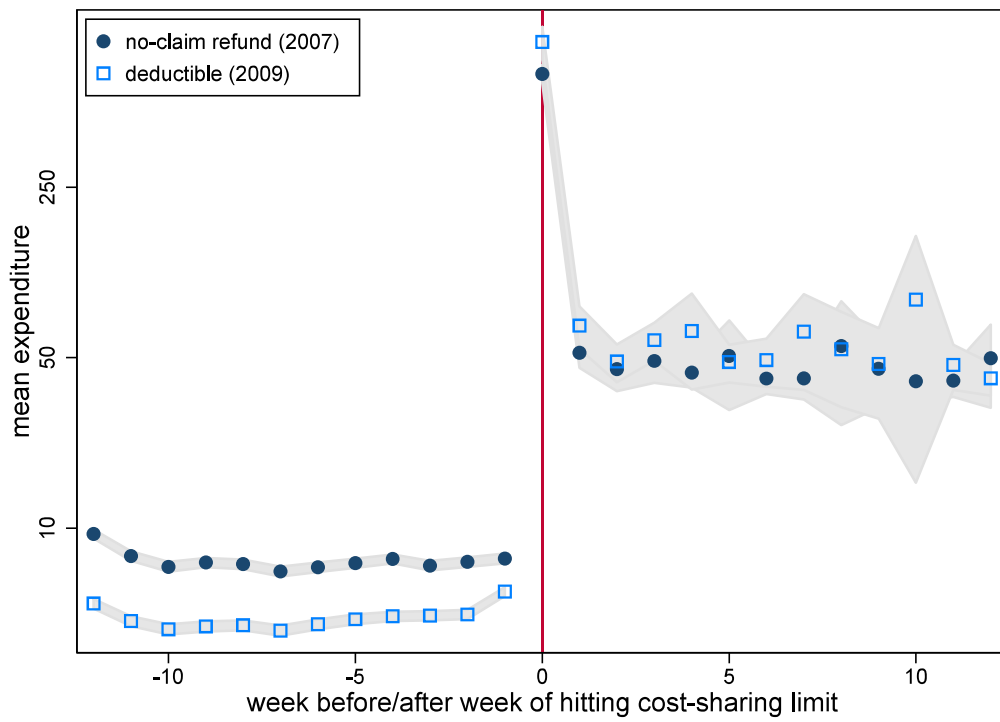 no-claim refund (2007)
deductible (2009)
mean expenditure
250
50
10
-10 -5 0 5 10
week before/after week of hitting cost-sharing limit